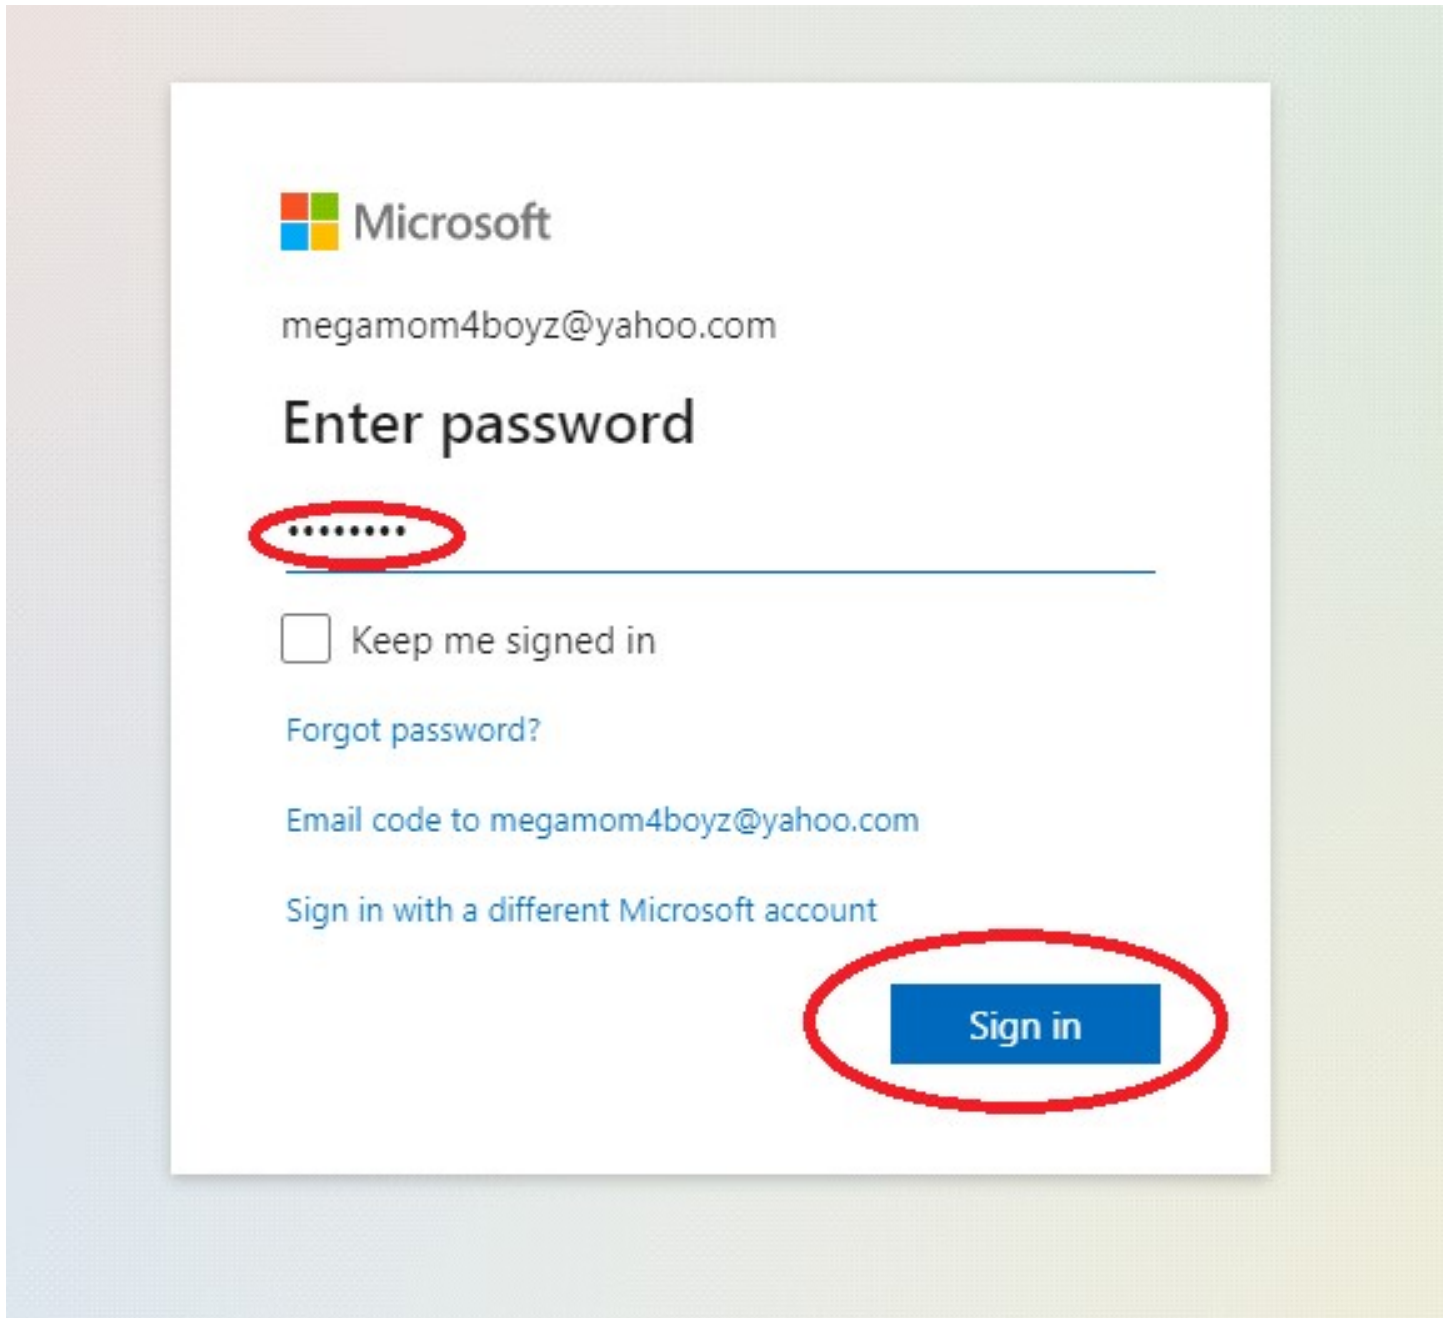 Microsoft
megamom4boyz@yahoo.com
Enter password
••••••••
Keep me signed in
Forgot password?
Email code to megamom4boyz@yahoo.com
Sign in with a different Microsoft account
Sign in